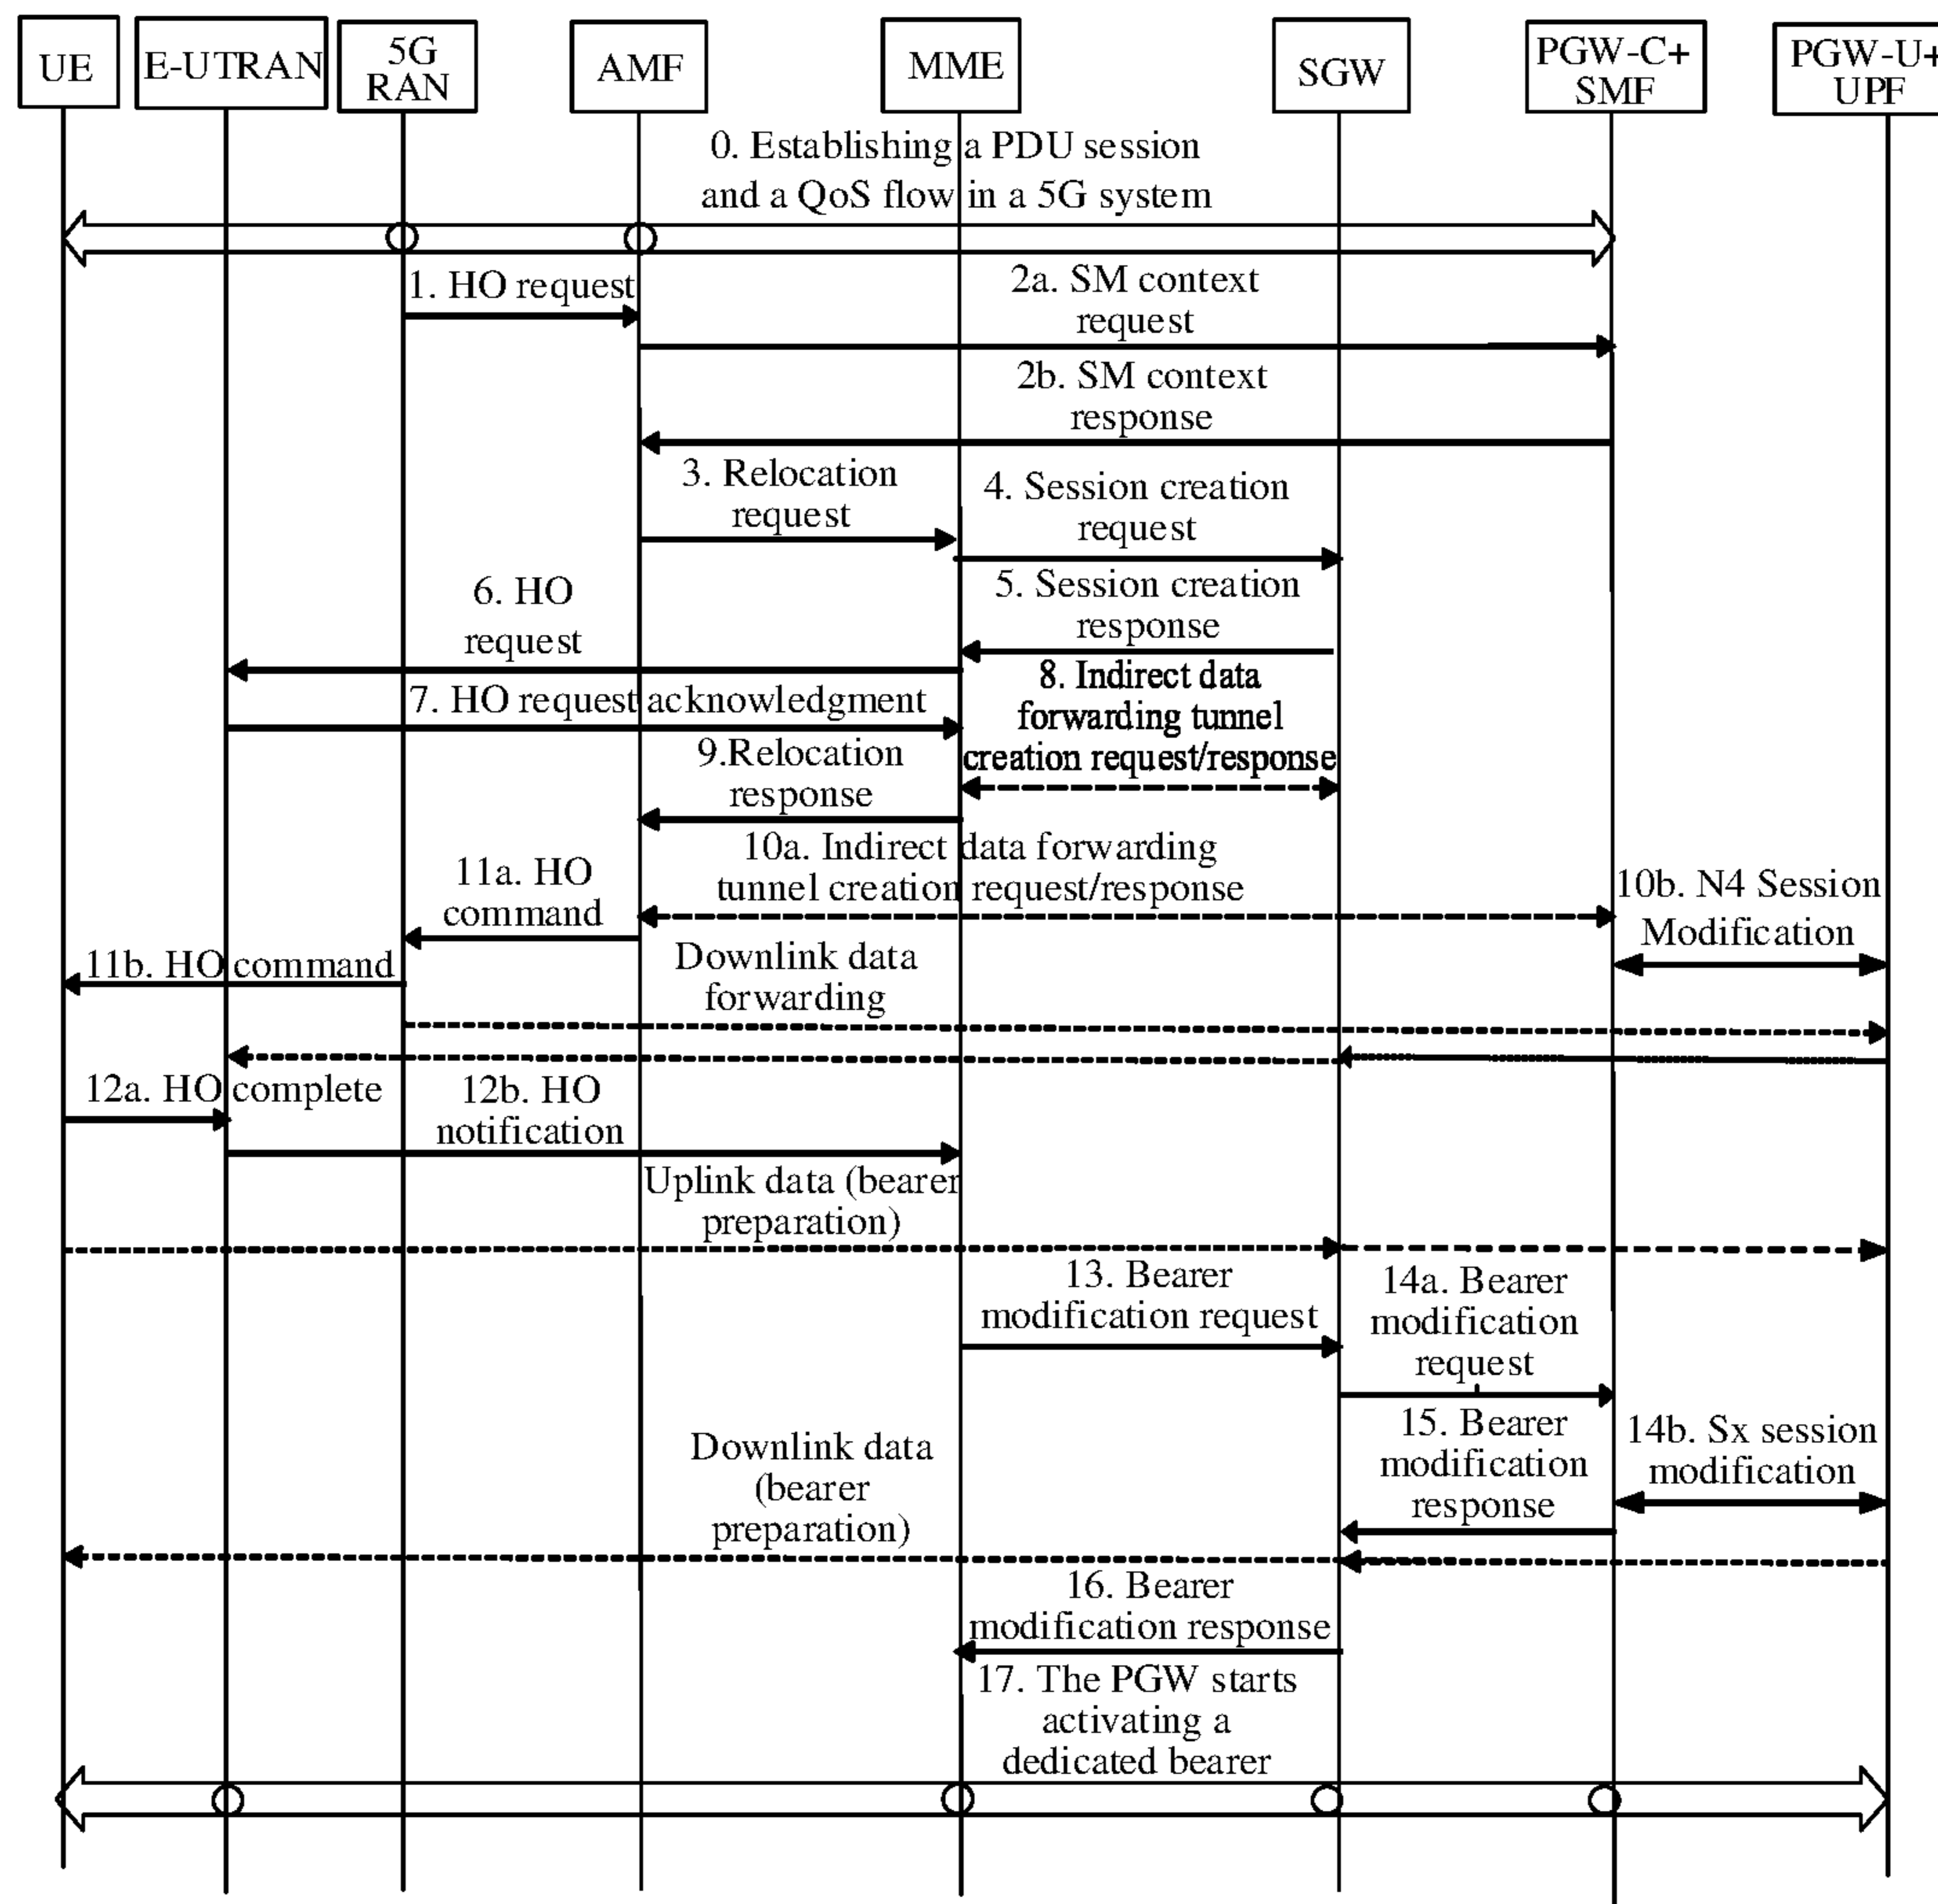 UE
E-UTRAN
5G
RAN
AMF
MME
SGW
PGW-C+
SMF
PGW-U+
UPF
0. Establishing a PDU session
and a QoS flow in a 5G system
1. HO request
2a. SM context
request
2b. SM context
response
3. Relocation
request
4. Session creation
request
5. Session creation
response
6. HO
request
7. HO request acknowledgment
8. Indirect data
forwarding tunnel
creation request/response
9.Relocation
response
10a. Indirect data forwarding
tunnel creation request/response
10b. N4 Session
Modification
11a. HO
command
11b. HO command
Downlink data
forwarding
12a. HO complete
12b. HO
notification
Uplink data (bearer
preparation)
13. Bearer
modification request
14a. Bearer
modification
request
15. Bearer
modification
response
14b. Sx session
modification
Downlink data
(bearer
preparation)
16. Bearer
modification response
17. The PGW starts
activating a
dedicated bearer